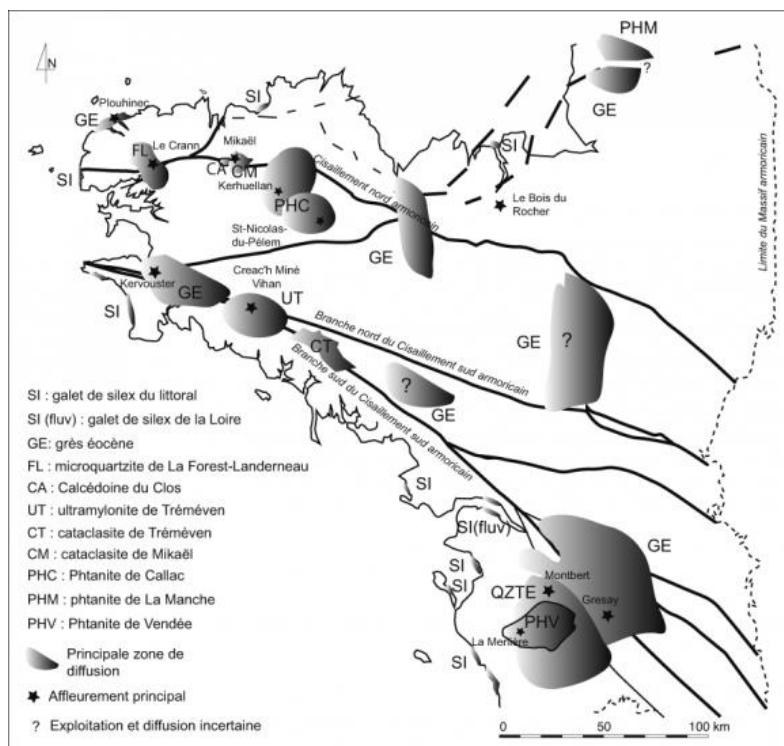 PHM
N
?
GE
SI
Plouhinec
GE
FL
Le Crann
Mikaël
SI
CA
CM
Kerhuellan
PHC
SI
Cisaillement nord armoricain
Le Bois du
Rocher
Limite du Massif armoricain
St-Nicolas-
du-Pélem
GE
Kervouster
GE
Creac'h Miné
Vihan
UT
SI
CT
Branche nord du Cisaillement sud armoricain
GE
?
?
GE
Branche sud du Cisaillement sud armoricain
SI : galet de silex du littoral
SI (fluv) : galet de silex de la Loire
GE: grès éocène
FL : microquartzite de La Forest-Landerneau
CA : Calcédoine du Clos
UT : ultramylonite de Tréméven
CT : cataclasite de Trémèven
CM : cataclasite de Mikaël
PHC : Phtanite de Callac
PHM : phtanite de La Manche
PHV : Phtanite de Vendée
Principale zone de
diffusion
Affleurement principal
? Exploitation et diffusion incertaine
SI
SI(fluv)
GE
SI
SI
Montbert
QZTE
Gresay
PHV
La Merlière
SI
0 50 100 km